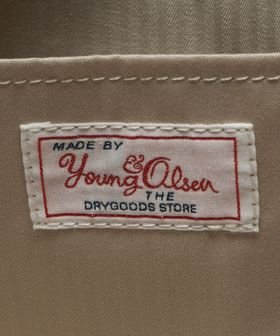 MADE BY
Young & Olsen
THE
DRYGOODS STORE